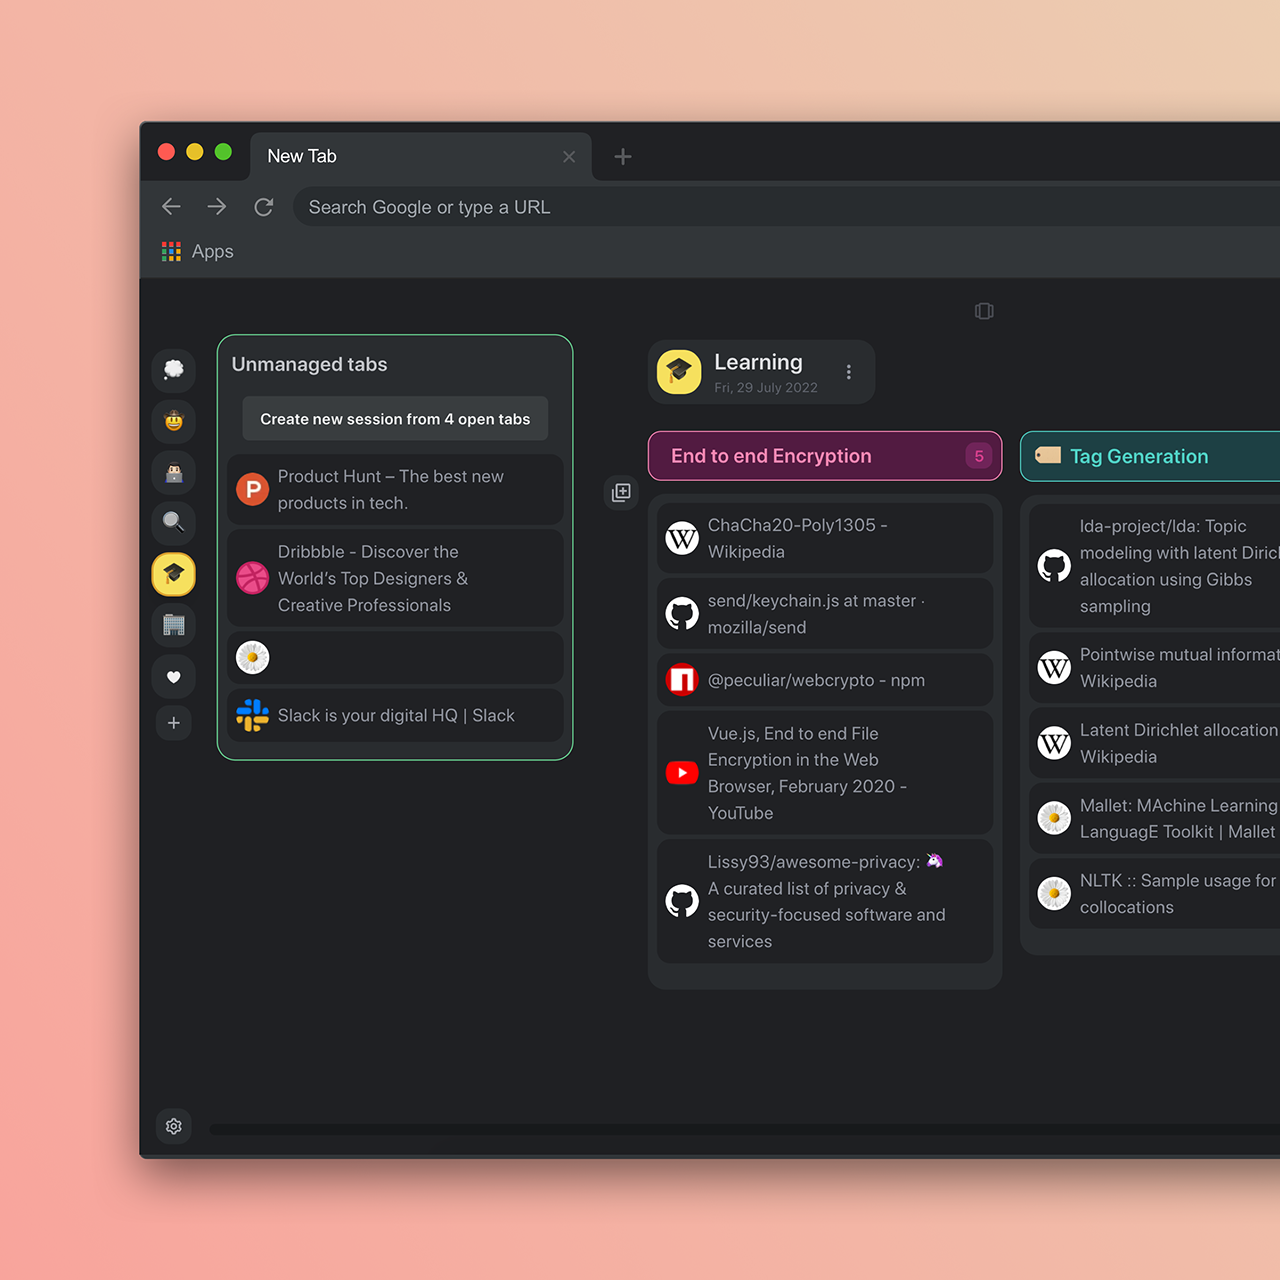 New Tab
Search Google or type a URL
Apps
Unmanaged tabs
Create new session from 4 open tabs
P
Product Hunt – The best new
products in tech.
Dribbble - Discover the
World's Top Designers &
Creative Professionals
Slack is your digital HQ | Slack
Learning
Fri, 29 July 2022
End to end Encryption
5
W
ChaCha20-Poly1305 -
Wikipedia
send/keychain.js at master ·
mozilla/send
@peculiar/webcrypto - npm
Vue.js, End to end File
Encryption in the Web
Browser, February 2020 -
YouTube
Lissy93/awesome-privacy: 🦄
A curated list of privacy &
security-focused software and
services
Tag Generation
lda-project/lda: Topic
modeling with latent Diricl
allocation using Gibbs
sampling
W
Pointwise mutual informat
Wikipedia
W
Latent Dirichlet allocation
Wikipedia
Mallet: MAchine Learning
LanguagE Toolkit | Mallet
NLTK :: Sample usage for
collocations